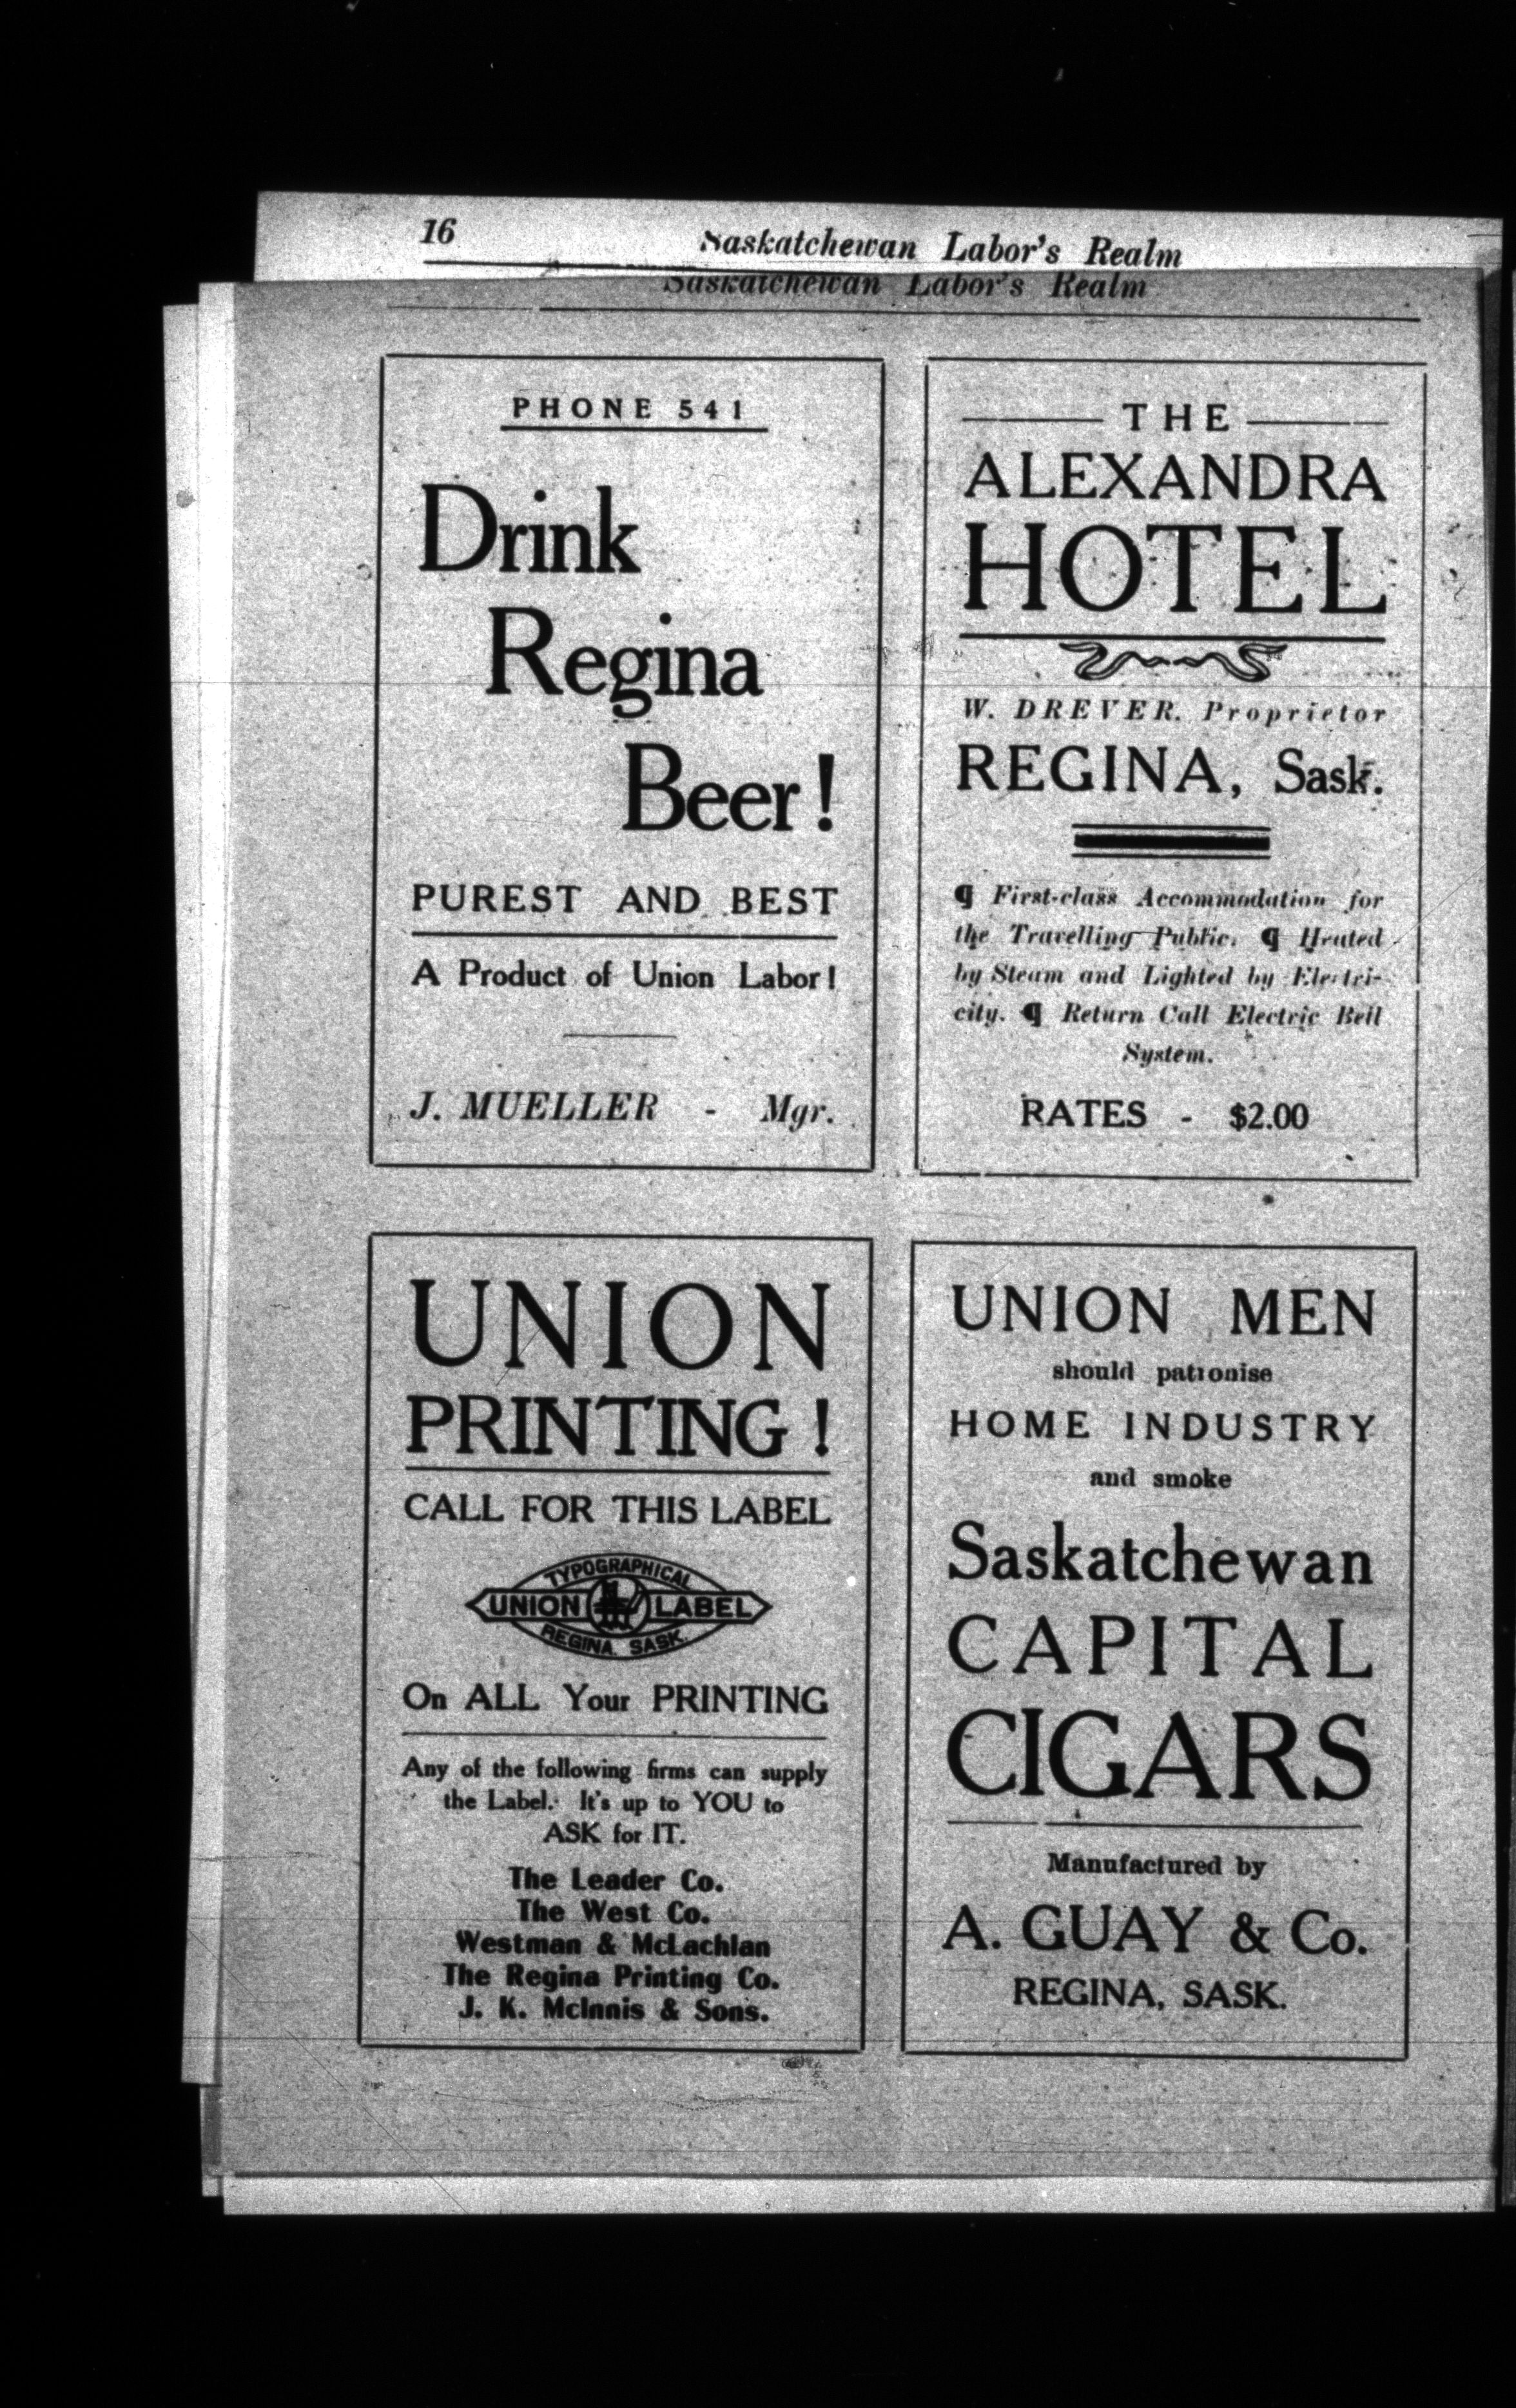 16
Saskatchewan Labor's Realm
Saskatchewan Labor's Realm
PHONE 541
Drink
Regina
Beer!
PUREST AND BEST
A Product of Union Labor!
J. MUELLER - Mgr.
THE
ALEXANDRA
HOTEL
W. DREVER. Proprietor
REGINA, Sask.
¶ First-class Accommodation for
the Travelling Public. ¶ Heated
by Steam and Lighted by Electri-
city. ¶ Return Call Electric Bell
System.
RATES - $2.00
UNION
PRINTING!
CALL FOR THIS LABEL
TYPOGRAPHICAL
UNION LABEL
REGINA. SASK.
On ALL Your PRINTING
Any of the following firms can supply
the Label. It's up to YOU to
ASK for IT.
The Leader Co.
The West Co.
Westman & McLachlan
The Regina Printing Co.
J. K. McInnis & Sons.
UNION MEN
should patronise
HOME INDUSTRY
and smoke
Saskatchewan
CAPITAL
CIGARS
Manufactured by
A. GUAY & Co.
REGINA, SASK.